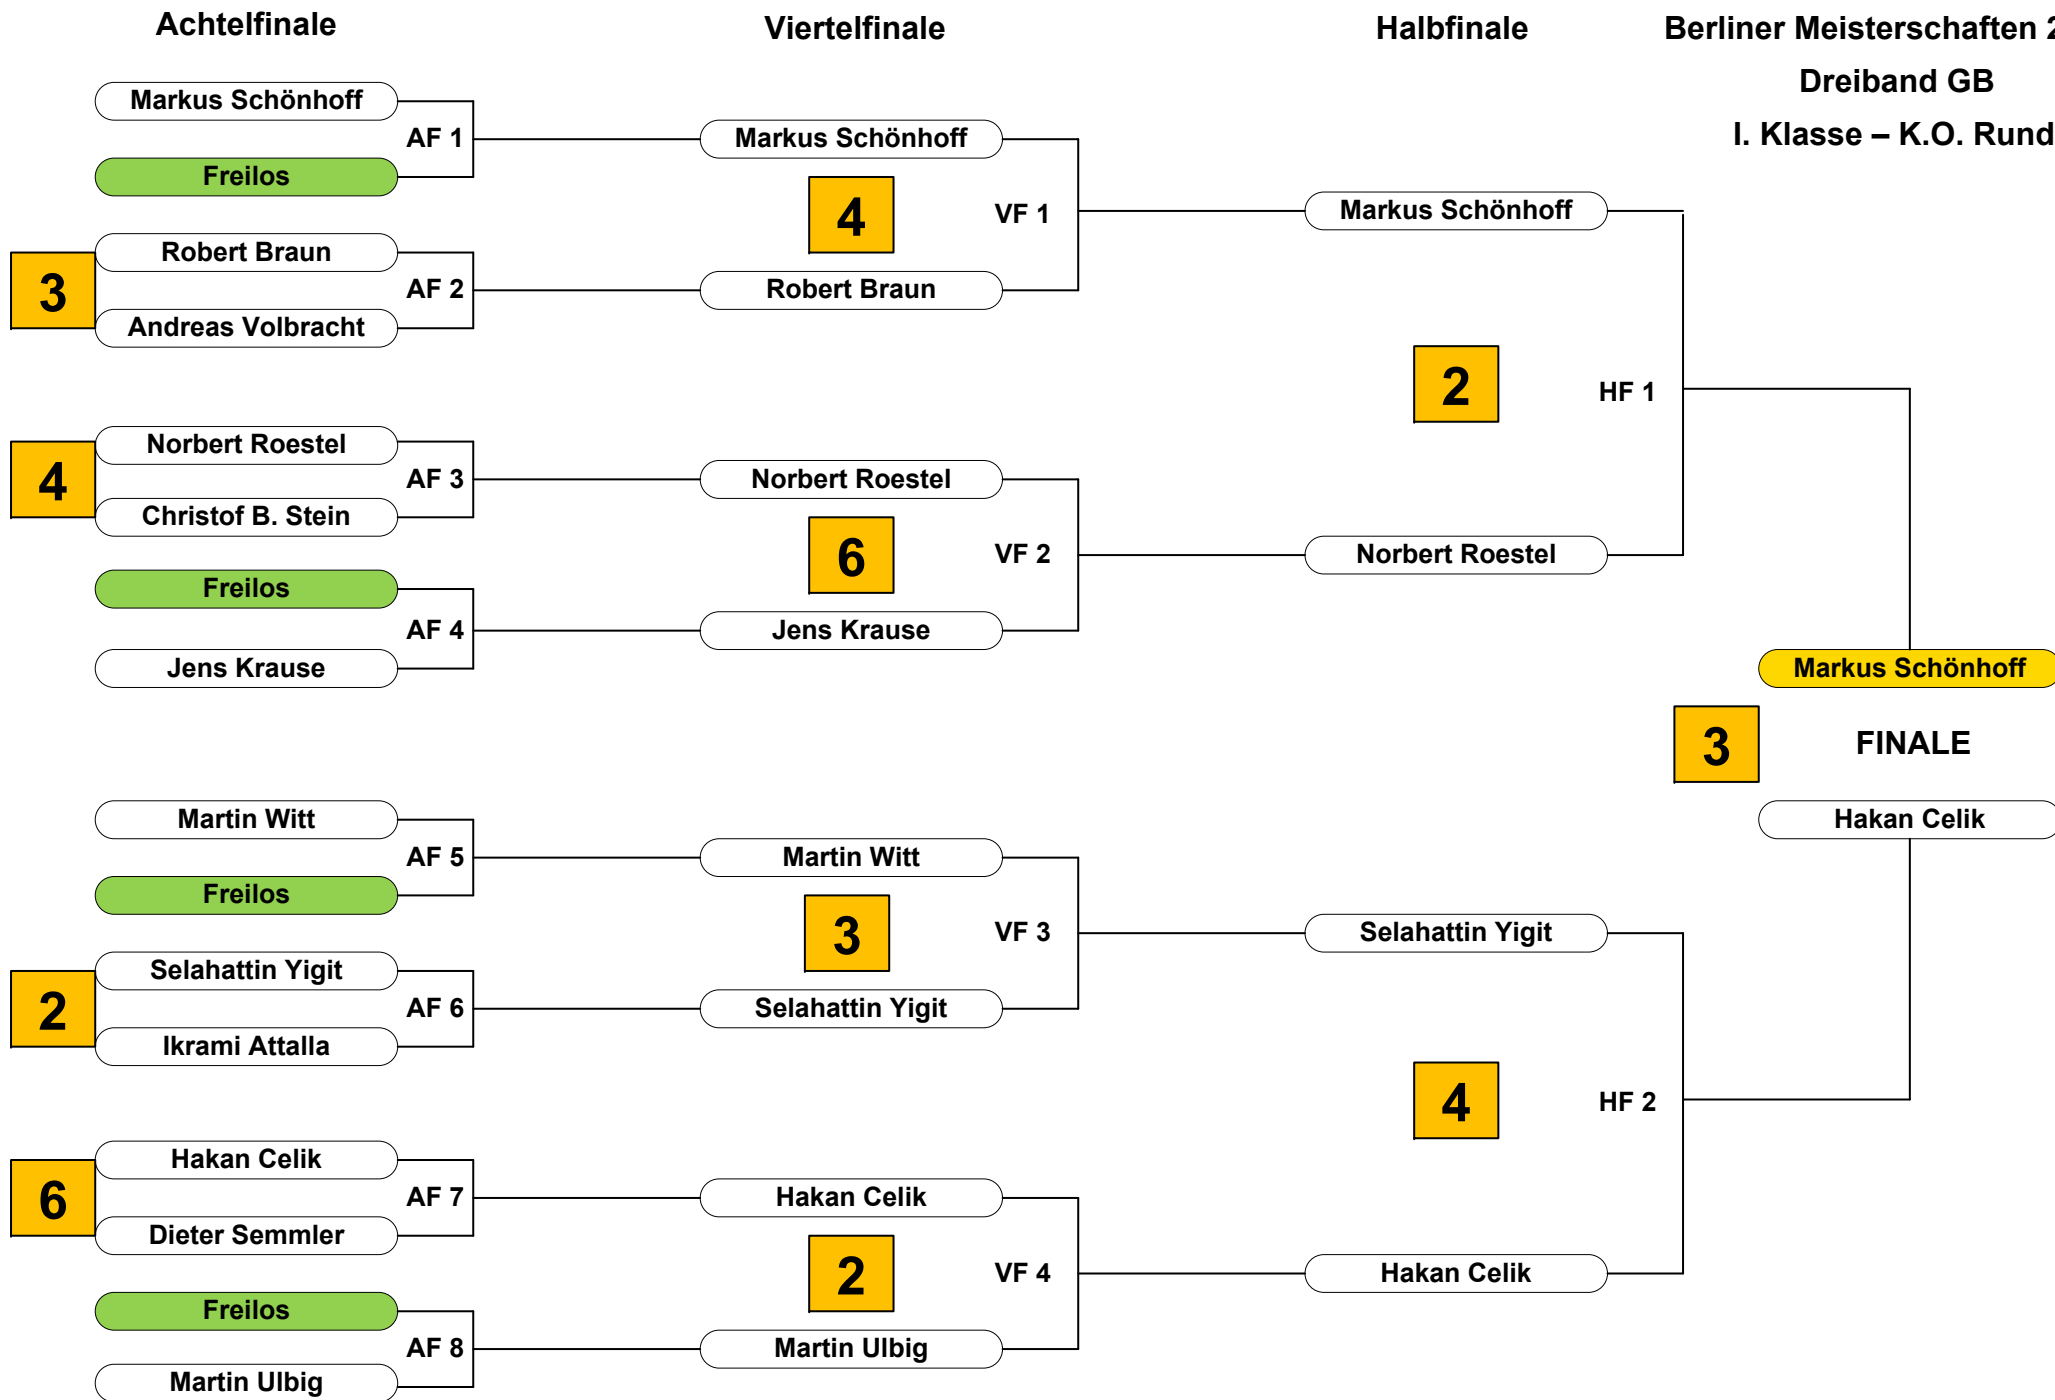 Achtelfinale
Viertelfinale
Halbfinale
Berliner Meisterschaften 2
Dreiband GB
I. Klasse – K.O. Rund
Markus Schönhoff
AF 1
Freilos
3
Robert Braun
AF 2
Andreas Volbracht
4
Norbert Roestel
AF 3
Christof B. Stein
Freilos
AF 4
Jens Krause
Martin Witt
AF 5
Freilos
2
Selahattin Yigit
AF 6
Ikrami Attalla
6
Hakan Celik
AF 7
Dieter Semmler
Freilos
AF 8
Martin Ulbig
Markus Schönhoff
4
VF 1
Robert Braun
Norbert Roestel
6
VF 2
Jens Krause
Martin Witt
3
VF 3
Selahattin Yigit
Hakan Celik
2
VF 4
Martin Ulbig
Markus Schönhoff
2
HF 1
Norbert Roestel
Selahattin Yigit
4
HF 2
Hakan Celik
Markus Schönhoff
3
FINALE
Hakan Celik